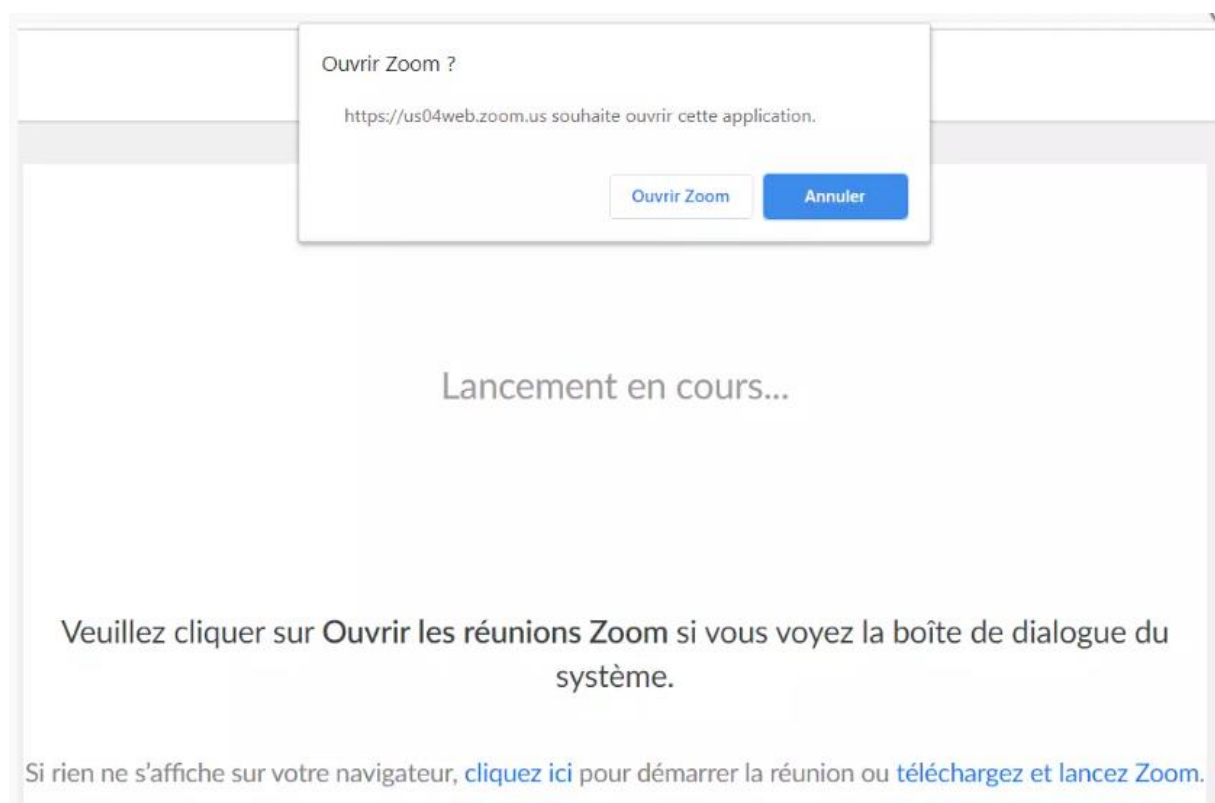 Ouvrir Zoom ?
https://us04web.zoom.us souhaite ouvrir cette application.
Ouvrir Zoom Annuler
Lancement en cours...
Veuillez cliquer sur Ouvrir les réunions Zoom si vous voyez la boîte de dialogue du
système.
Si rien ne s’affiche sur votre navigateur, cliquez ici pour démarrer la réunion ou téléchargez et lancez Zoom.